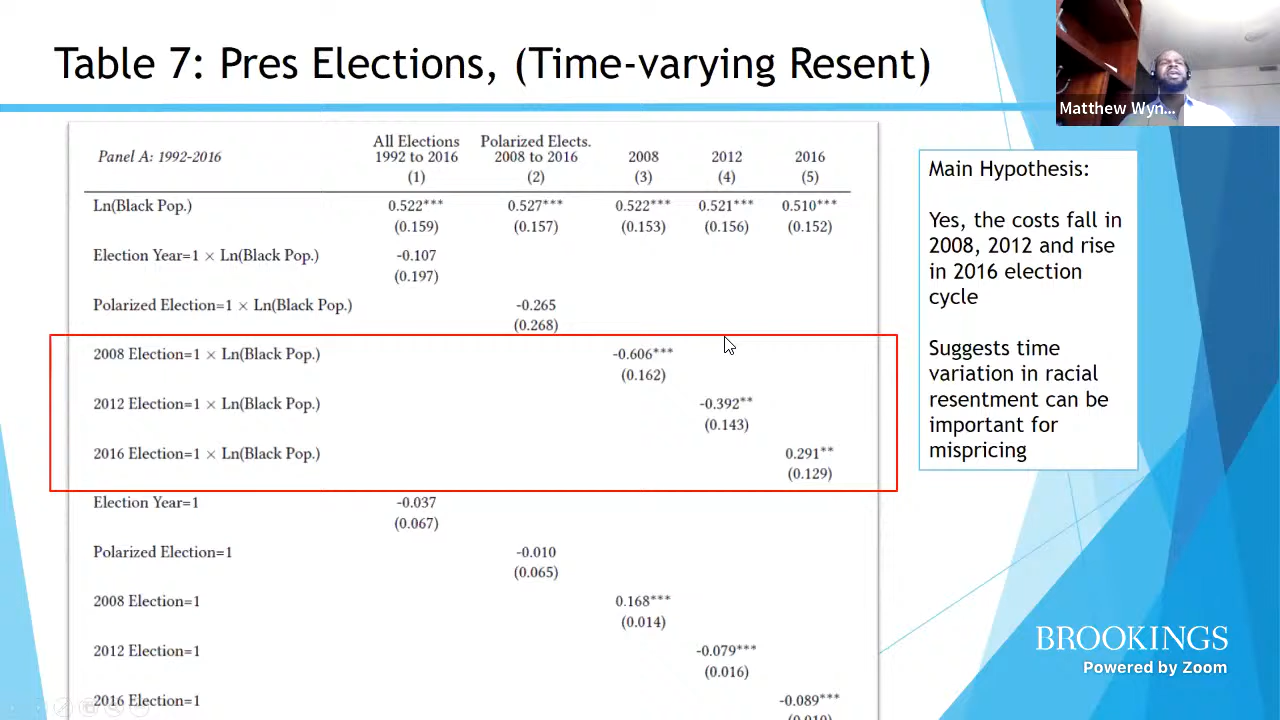 Table 7: Pres Elections, (Time-varying Resent)
Matthew Wyn...
Panel A: 1992-2016
All Elections 1992 to 2016 (1)
Polarized Elects. 2008 to 2016 (2)
2008 (3)
2012 (4)
2016 (5)
Ln(Black Pop.) 0.522*** 0.527*** 0.522*** 0.521*** 0.510***
(0.159) (0.157) (0.153) (0.156) (0.152)
Election Year=1 × Ln(Black Pop.) -0.107
(0.197)
Polarized Election=1 × Ln(Black Pop.) -0.265
(0.268)
2008 Election=1 × Ln(Black Pop.) -0.606***
(0.162)
2012 Election=1 × Ln(Black Pop.) -0.392**
(0.143)
2016 Election=1 × Ln(Black Pop.) 0.291**
(0.129)
Election Year=1 -0.037
(0.067)
Polarized Election=1 -0.010
(0.065)
2008 Election=1 0.168***
(0.014)
2012 Election=1 -0.079***
(0.016)
2016 Election=1 -0.089***
Main Hypothesis:
Yes, the costs fall in
2008, 2012 and rise
in 2016 election
cycle
Suggests time
variation in racial
resentment can be
important for
mispricing
BROOKINGS
Powered by Zoom